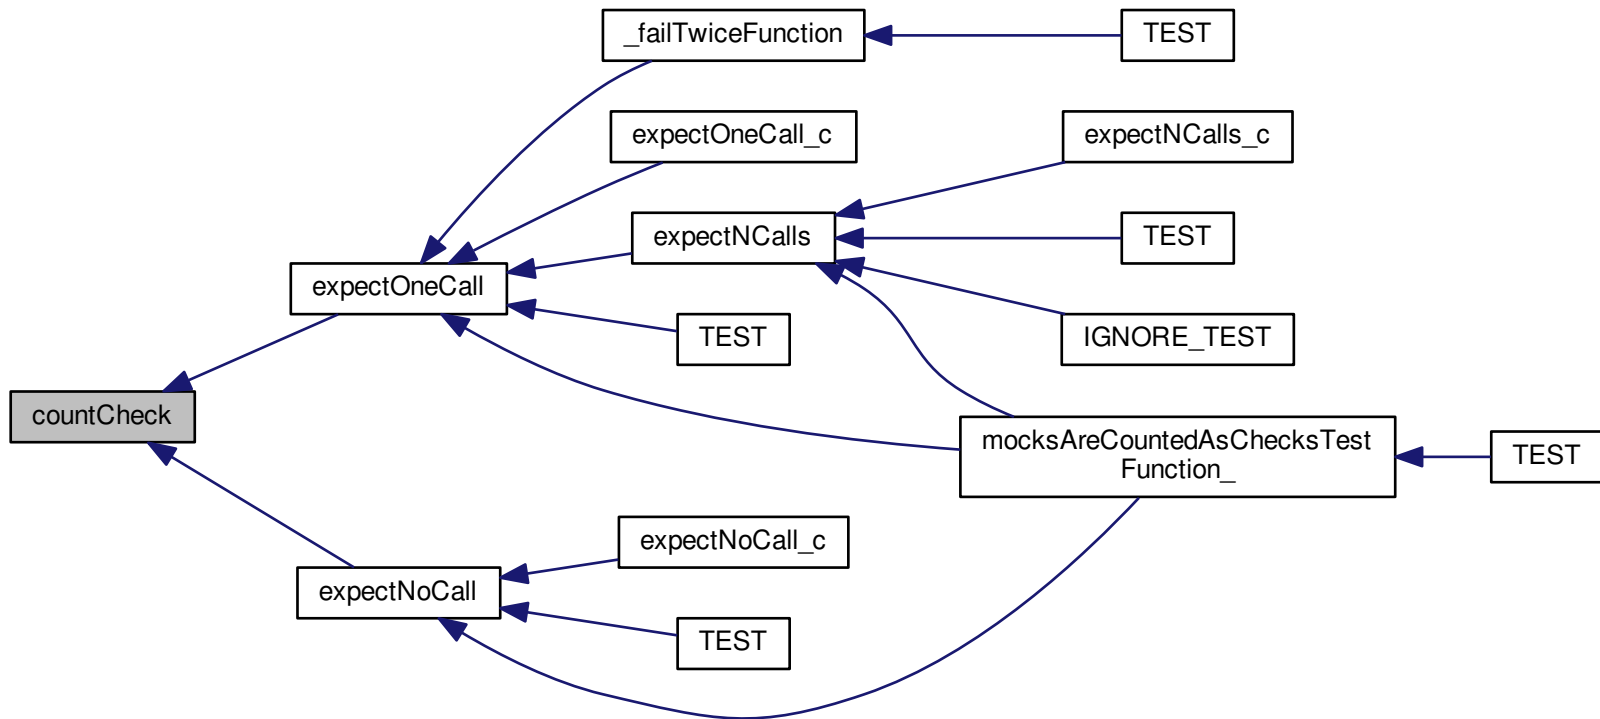 _failTwiceFunction
TEST
expectOneCall_c
expectNCalls_c
expectNCalls
TEST
expectOneCall
TEST
IGNORE_TEST
countCheck
mocksAreCountedAsChecksTest
Function_
TEST
expectNoCall_c
expectNoCall
TEST